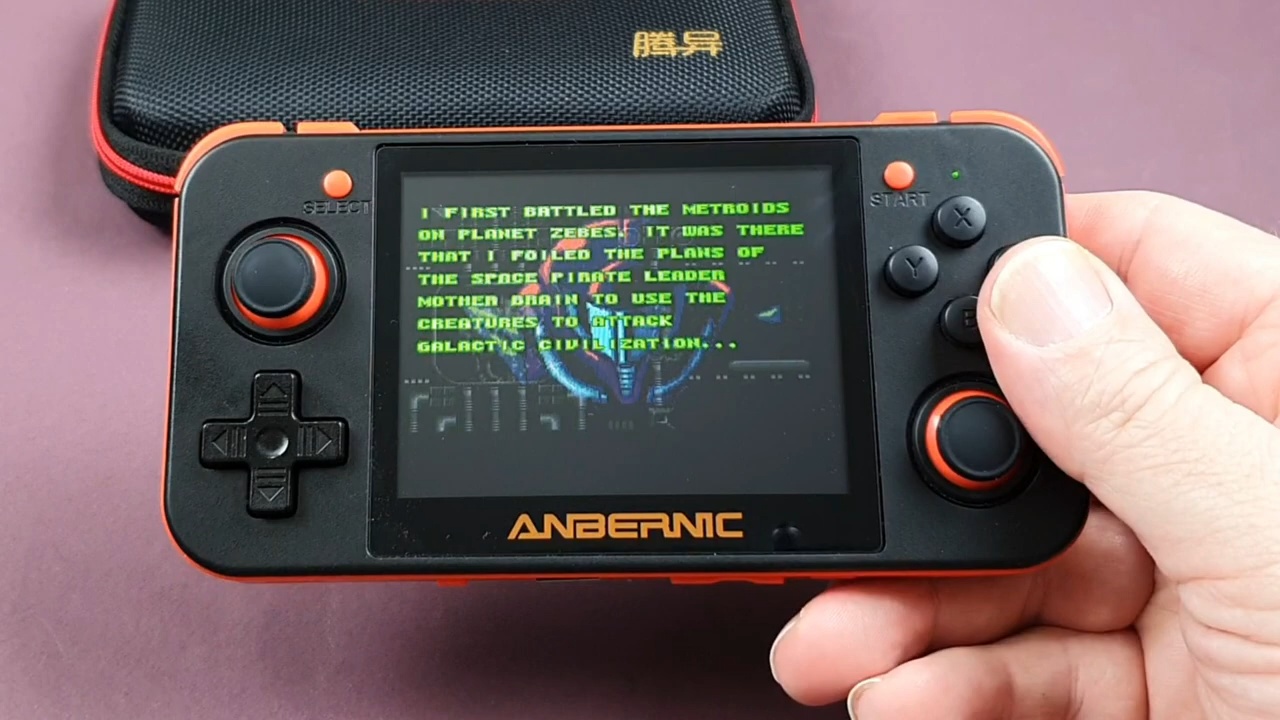 腾异
SELECT
START
X
Y
B
I FIRST BATTLED THE METROIDS
ON PLANET ZEBES. IT WAS THERE
THAT I FOILED THE PLANS OF
THE SPACE PIRATE LEADER
MOTHER BRAIN TO USE THE
CREATURES TO ATTACK
GALACTIC CIVILIZATION...
ANBERNIC